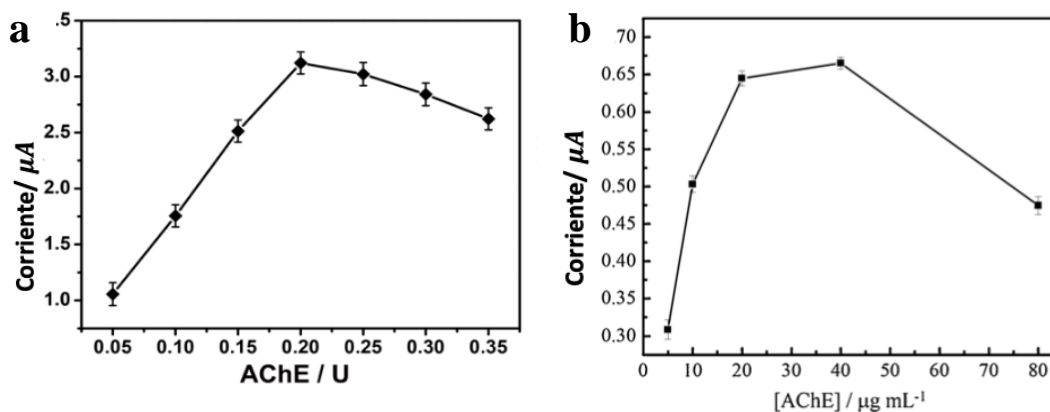 a
Corriente/ μA
.5
3.0
2.5
2.0
1.5
1.0
0.05 0.10 0.15 0.20 0.25 0.30 0.35
AChE / U
b
Corriente/ μA
.70
0.65
0.60
0.55
0.50
0.45
0.40
0.35
0.30
0 10 20 30 40 50 60 70 80
[AChE] / μg mL⁻¹